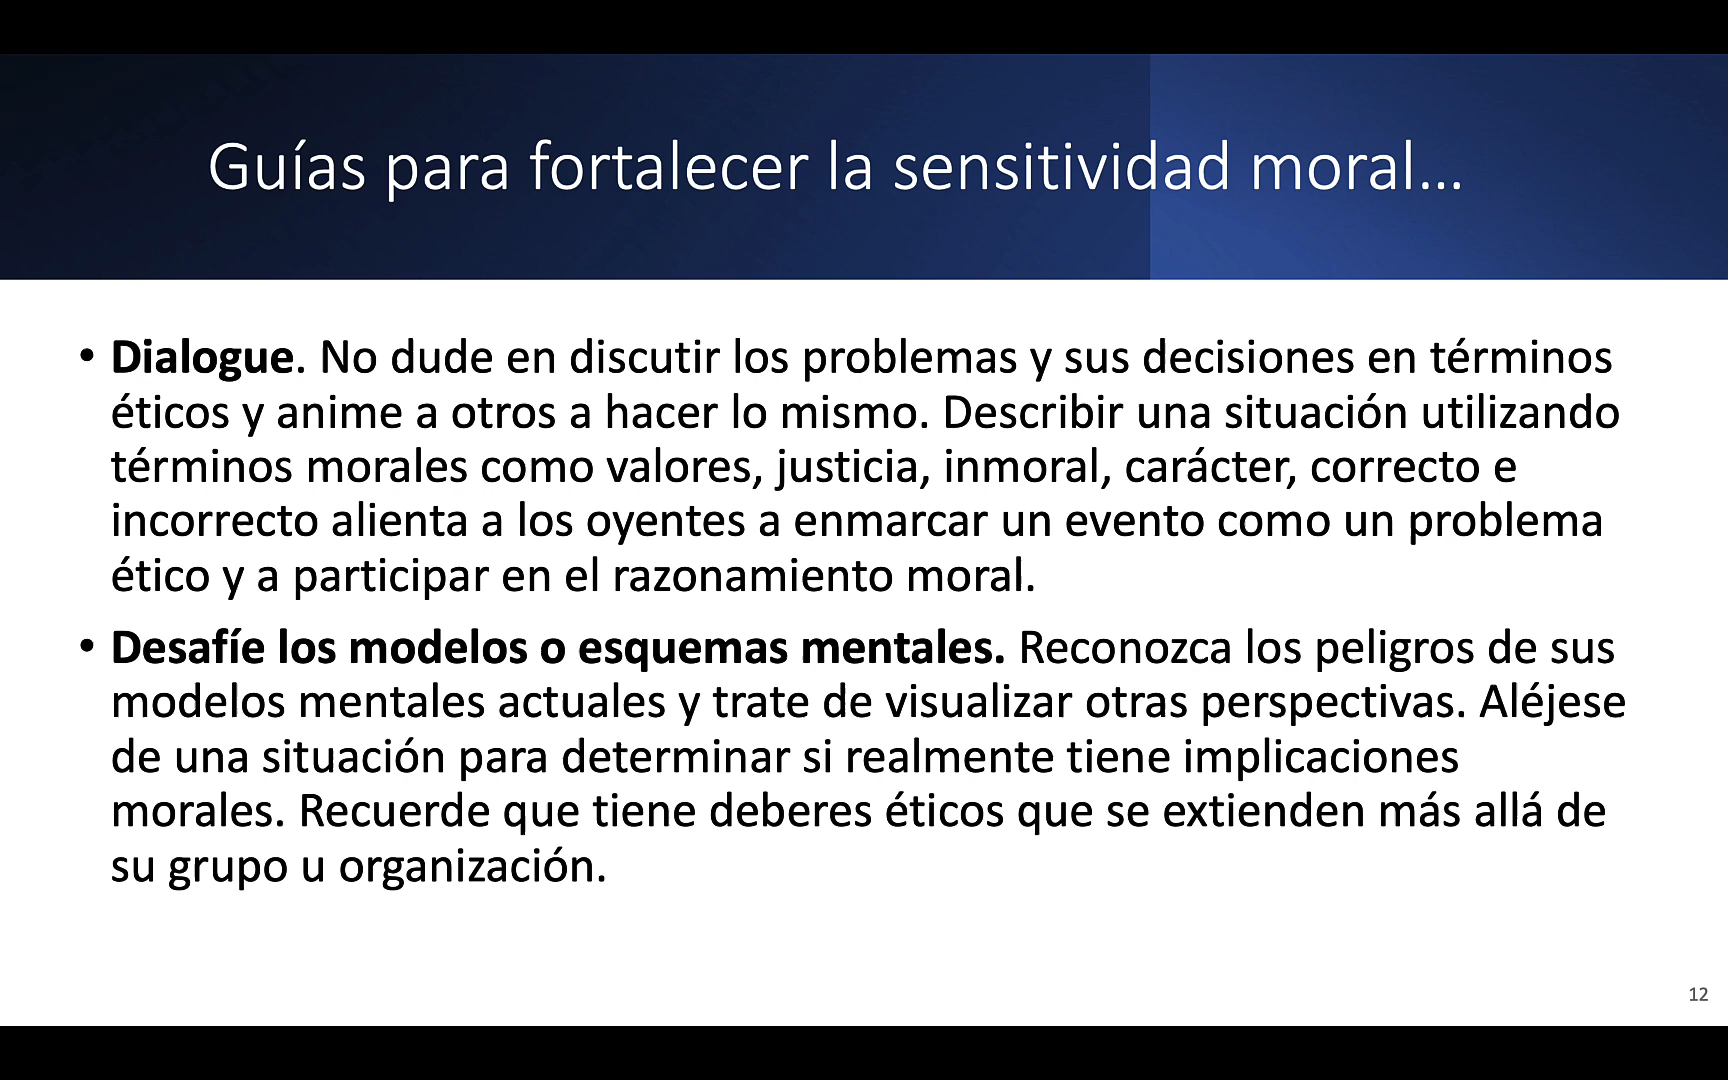 Guías para fortalecer la sensitividad moral…
• Dialogue. No dude en discutir los problemas y sus decisiones en términos
éticos y anime a otros a hacer lo mismo. Describir una situación utilizando
términos morales como valores, justicia, inmoral, carácter, correcto e
incorrecto alienta a los oyentes a enmarcar un evento como un problema
ético y a participar en el razonamiento moral.
• Desafíe los modelos o esquemas mentales. Reconozca los peligros de sus
modelos mentales actuales y trate de visualizar otras perspectivas. Aléjese
de una situación para determinar si realmente tiene implicaciones
morales. Recuerde que tiene deberes éticos que se extienden más allá de
su grupo u organización.
12